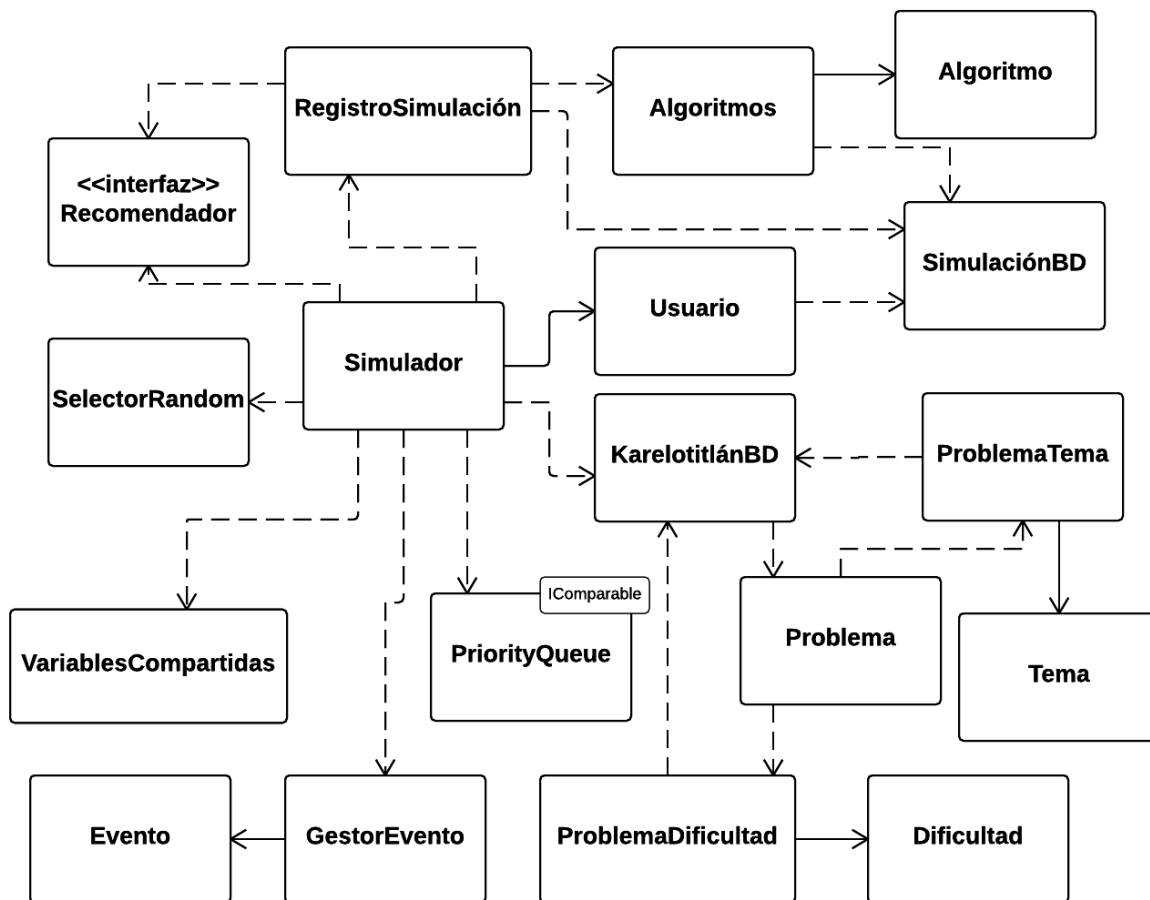 Algoritmo
RegistroSimulación
Algoritmos
<<interfaz>>
Recomendador
SimulaciónBD
Usuario
Simulador
SelectorRandom
KarelotitlánBD
ProblemaTema
IComparable
PriorityQueue
Problema
VariablesCompartidas
Tema
Evento
GestorEvento
ProblemaDificultad
Dificultad